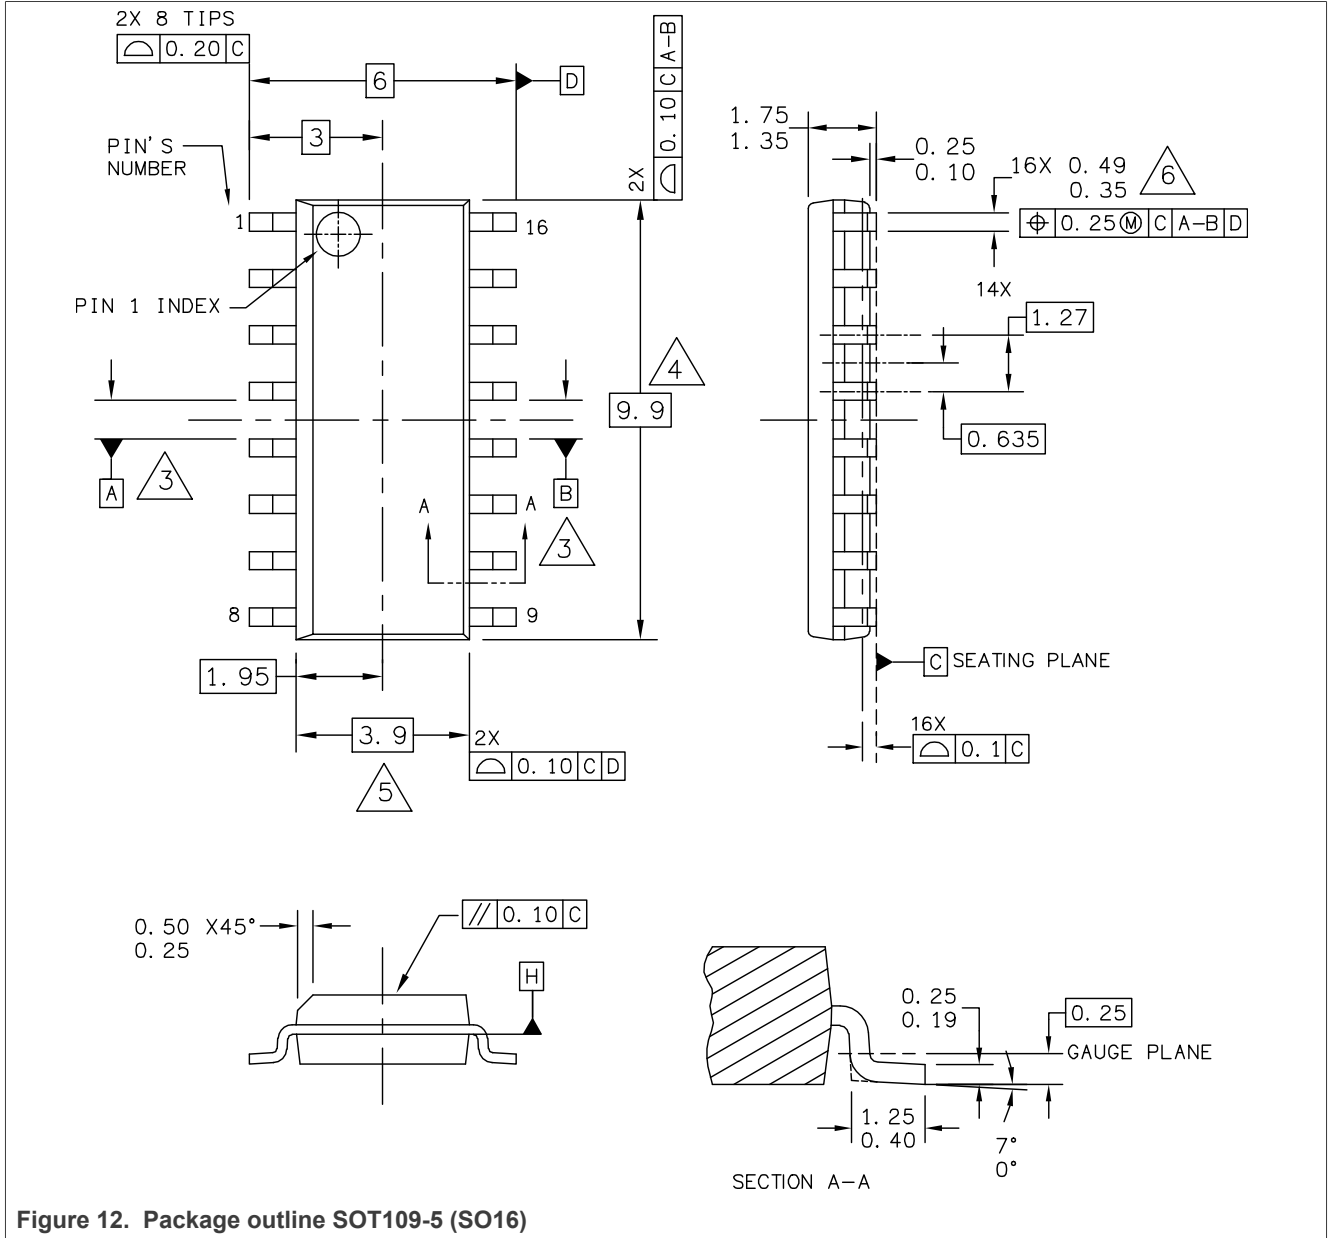 2X 8 TIPS
⌓ 0.20 C
6
D
3
PIN'S
NUMBER
1
16
PIN 1 INDEX
2X
⌓ 0.10 C A-B
4
9.9
A
3
B
3
A
A
8
9
1.95
3.9
5
2X
⌓ 0.10 C D
1.75
1.35
0.25
0.10
16X 0.49
0.35
6
⌖ 0.25 Ⓜ C A-B D
14X
1.27
0.635
C SEATING PLANE
16X
⌓ 0.1 C
0.50 X45°
0.25
// 0.10 C
H
0.25
0.19
0.25
GAUGE PLANE
1.25
0.40
7°
0°
SECTION A-A
Figure 12. Package outline SOT109-5 (SO16)